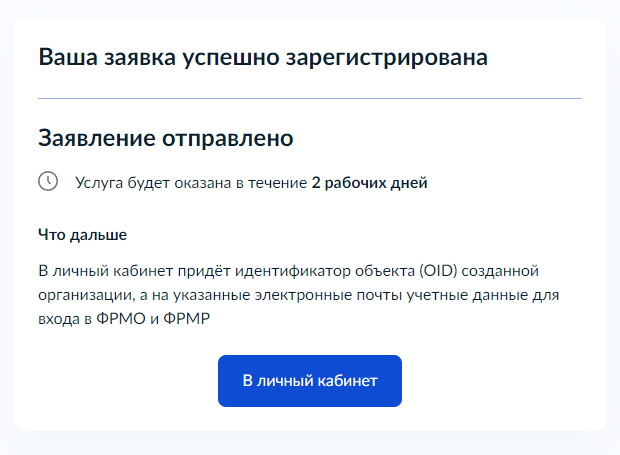 Ваша заявка успешно зарегистрирована
Заявление отправлено
Услуга будет оказана в течение 2 рабочих дней
Что дальше
В личный кабинет придёт идентификатор объекта (OID) созданной
организации, а на указанные электронные почты учетные данные для
входа в ФРМО и ФРМР
В личный кабинет